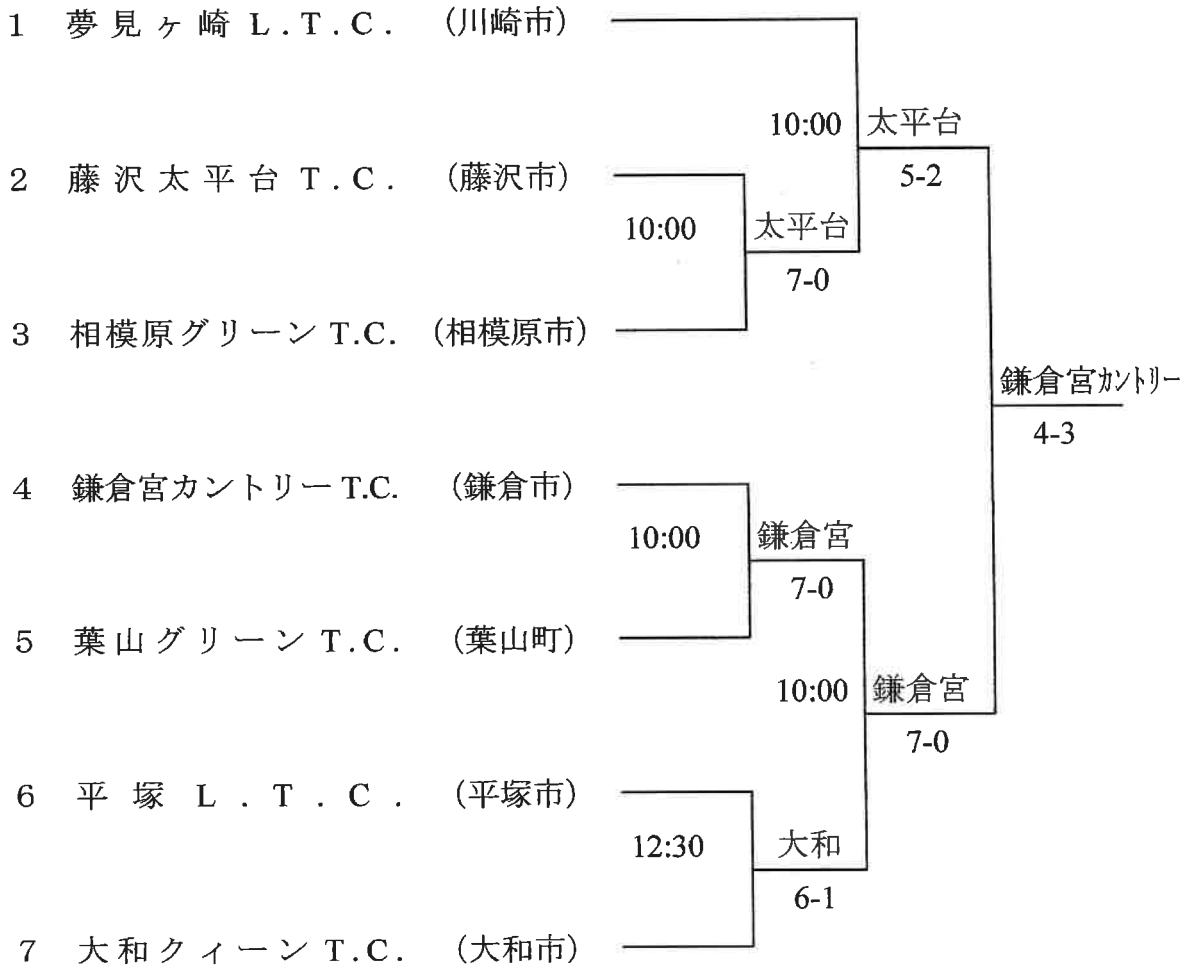 1 夢見ヶ崎 L.T.C. (川崎市)
10:00 太平台
5-2
2 藤沢太平台 T.C. (藤沢市)
10:00 太平台
7-0
3 相模原グリーン T.C. (相模原市)
鎌倉宮カントリー
4-3
4 鎌倉宮カントリー T.C. (鎌倉市)
10:00 鎌倉宮
7-0
5 葉山グリーン T.C. (葉山町)
10:00 鎌倉宮
7-0
6 平塚 L.T.C. (平塚市)
12:30 大和
6-1
7 大和クィーン T.C. (大和市)